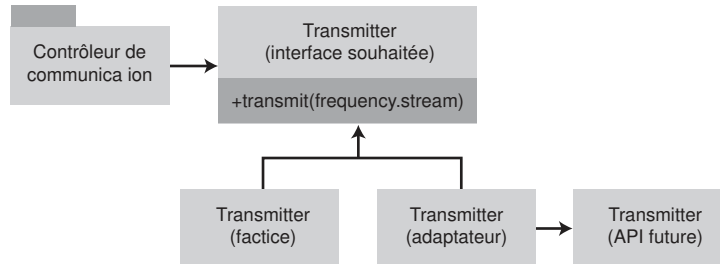 Contrôleur de
communica ion
Transmitter
(interface souhaitée)
+transmit(frequency.stream)
Transmitter
(factice)
Transmitter
(adaptateur)
Transmitter
(API future)